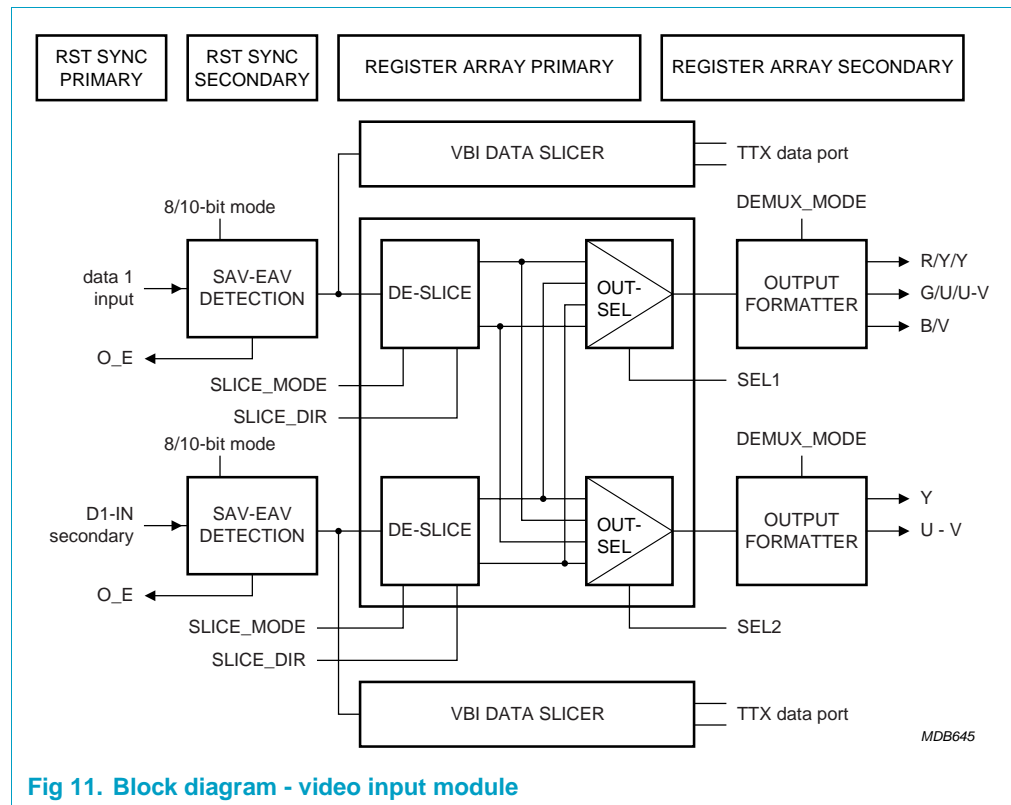 RST SYNC
PRIMARY
RST SYNC
SECONDARY
REGISTER ARRAY PRIMARY
REGISTER ARRAY SECONDARY
VBI DATA SLICER
TTX data port
8/10-bit mode
DEMUX_MODE
data 1
input
SAV-EAV
DETECTION
DE-SLICE
OUT-
SEL
OUTPUT
FORMATTER
R/Y/Y
G/U/U-V
B/V
O_E
SLICE_MODE
SEL1
SLICE_DIR
8/10-bit mode
DEMUX_MODE
D1-IN
secondary
SAV-EAV
DETECTION
DE-SLICE
OUT-
SEL
OUTPUT
FORMATTER
Y
U - V
O_E
SLICE_MODE
SEL2
SLICE_DIR
VBI DATA SLICER
TTX data port
MDB645
Fig 11. Block diagram - video input module